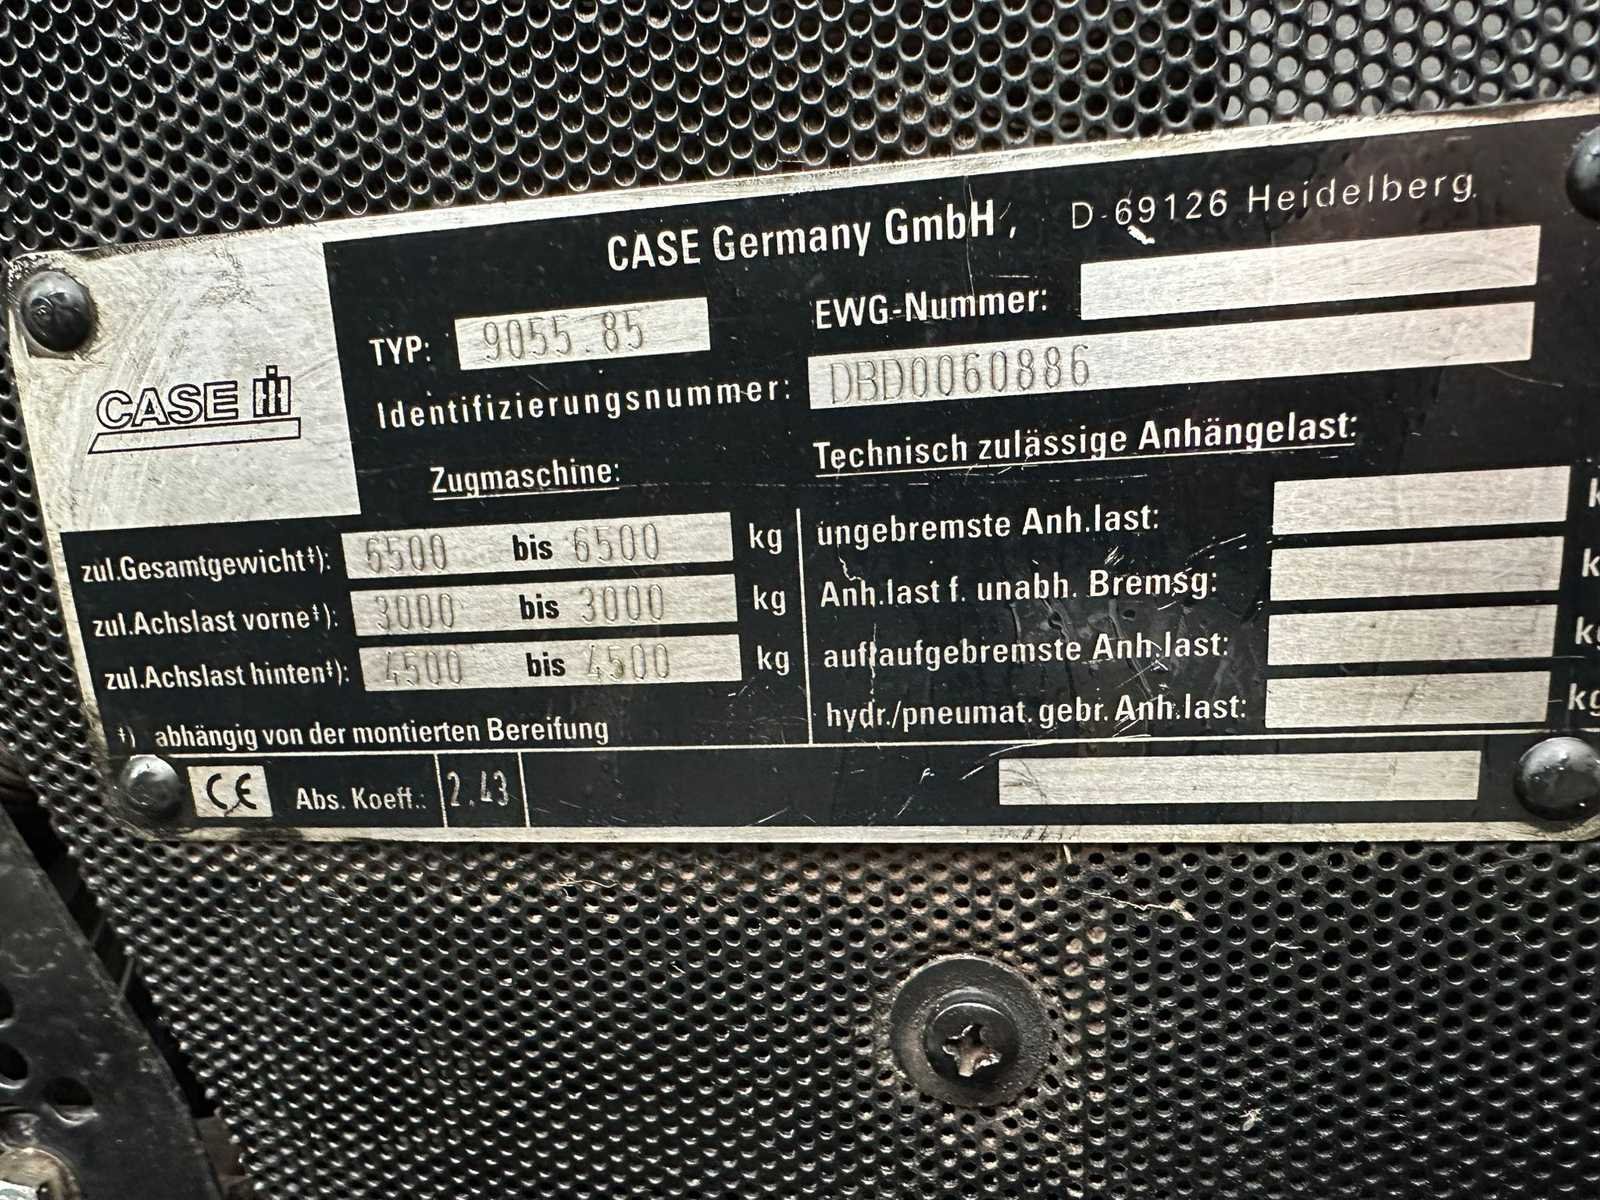 CASE Germany GmbH, D-69126 Heidelberg.
CASE IH
TYP: 9055.85 EWG-Nummer:
Identifizierungsnummer: DBD0060886
Zugmaschine: Technisch zulässige Anhängelast:
zul.Gesamtgewicht‡): 6500 bis 6500 kg
zul.Achslast vorne‡): 3000 bis 3000 kg
zul.Achslast hinten‡): 4500 bis 4500 kg
‡) abhängig von der montierten Bereifung
ungebremste Anh.last: k
Anh.last f. unabh. Bremsg: k
auflaufgebremste Anh.last: kg
hydr./pneumat.gebr. Anh.last: kg
CE Abs. Koeff.: 2.43